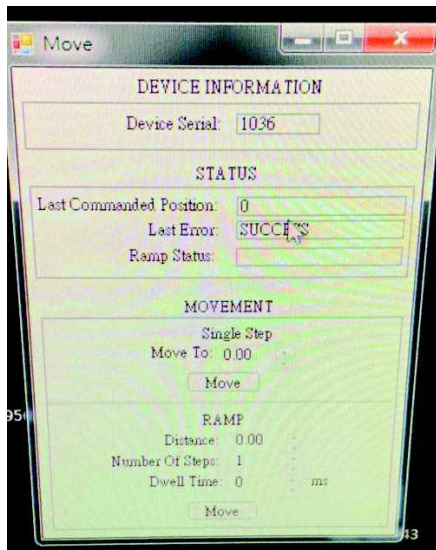 Move
DEVICE INFORMATION
Device Serial: 1036
STATUS
Last Commanded Position: 0
Last Error: SUCCESS
Ramp Status:
MOVEMENT
Single Step
Move To: 0.00
Move
RAMP
Distance: 0.00
Number Of Steps: 1
Dwell Time: 0 ms
Move
43